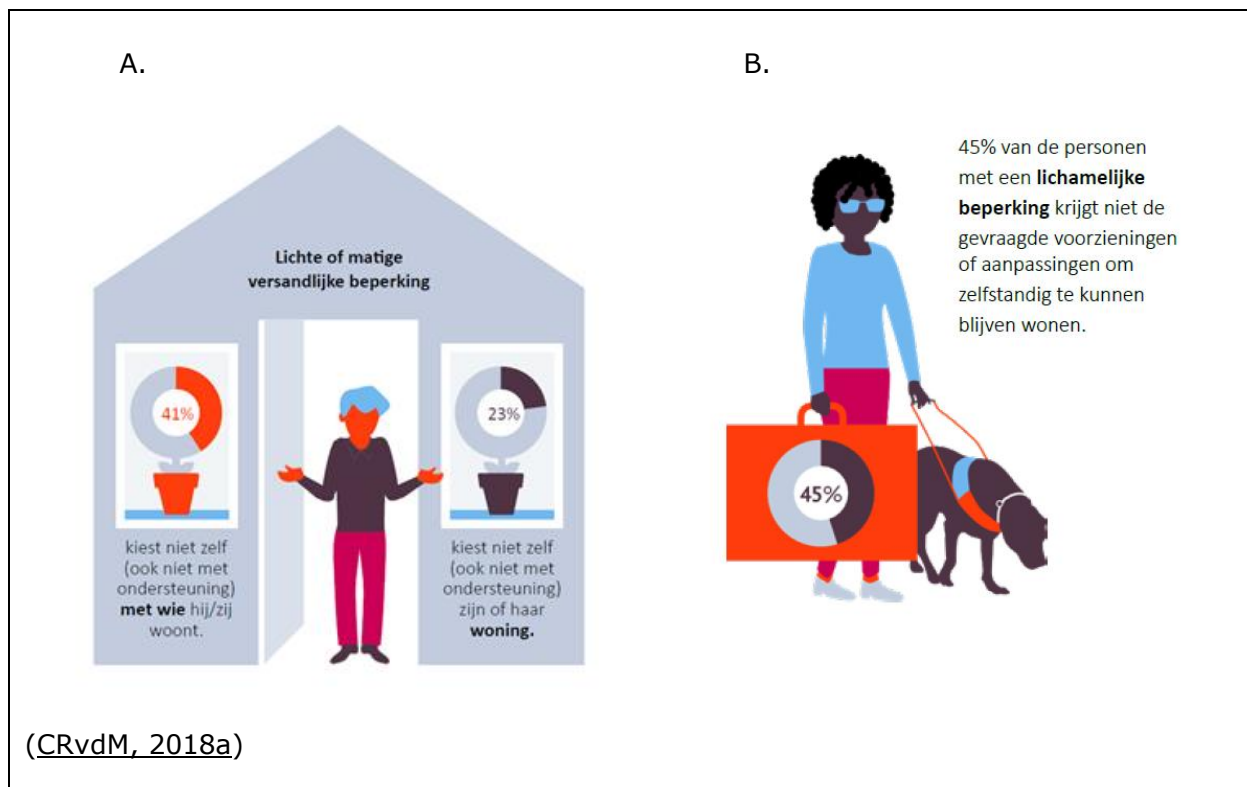 A.
B.
Lichte of matige
versandlijke beperking
41%
kiest niet zelf
(ook niet met
ondersteuning)
met wie hij/zij
woont.
23%
kiest niet zelf
(ook niet met
ondersteuning)
zijn of haar
woning.
45% van de personen
met een lichamelijke
beperking krijgt niet de
gevraagde voorzieningen
of aanpassingen om
zelfstandig te kunnen
blijven wonen.
45%
(CRvdM, 2018a)